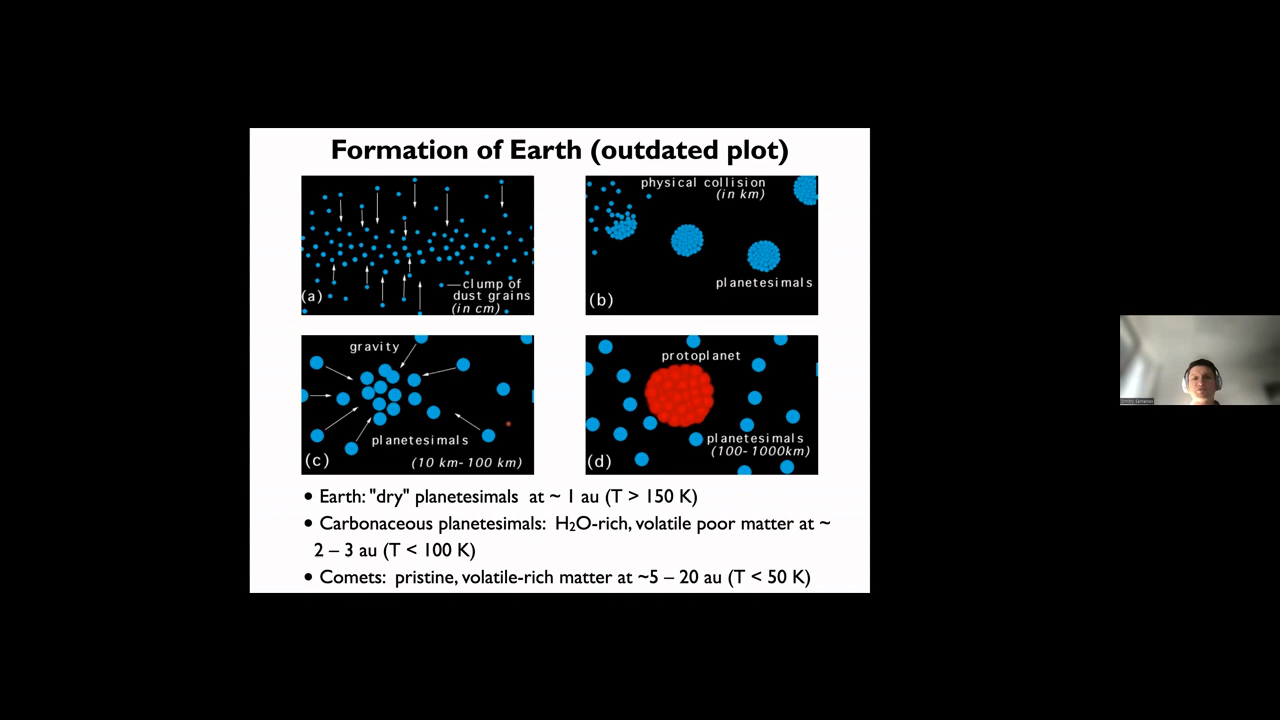 Formation of Earth (outdated plot)
clump of
dust grains
(in cm)
(a)
physical collision
(in km)
planetesimals
(b)
gravity
planetesimals
(c)
(10 km-100 km)
protoplanet
planetesimals
(100-1000km)
(d)
• Earth: "dry" planetesimals at ~ 1 au (T > 150 K)
• Carbonaceous planetesimals: H₂O-rich, volatile poor matter at ~
2 – 3 au (T < 100 K)
• Comets: pristine, volatile-rich matter at ~5 – 20 au (T < 50 K)